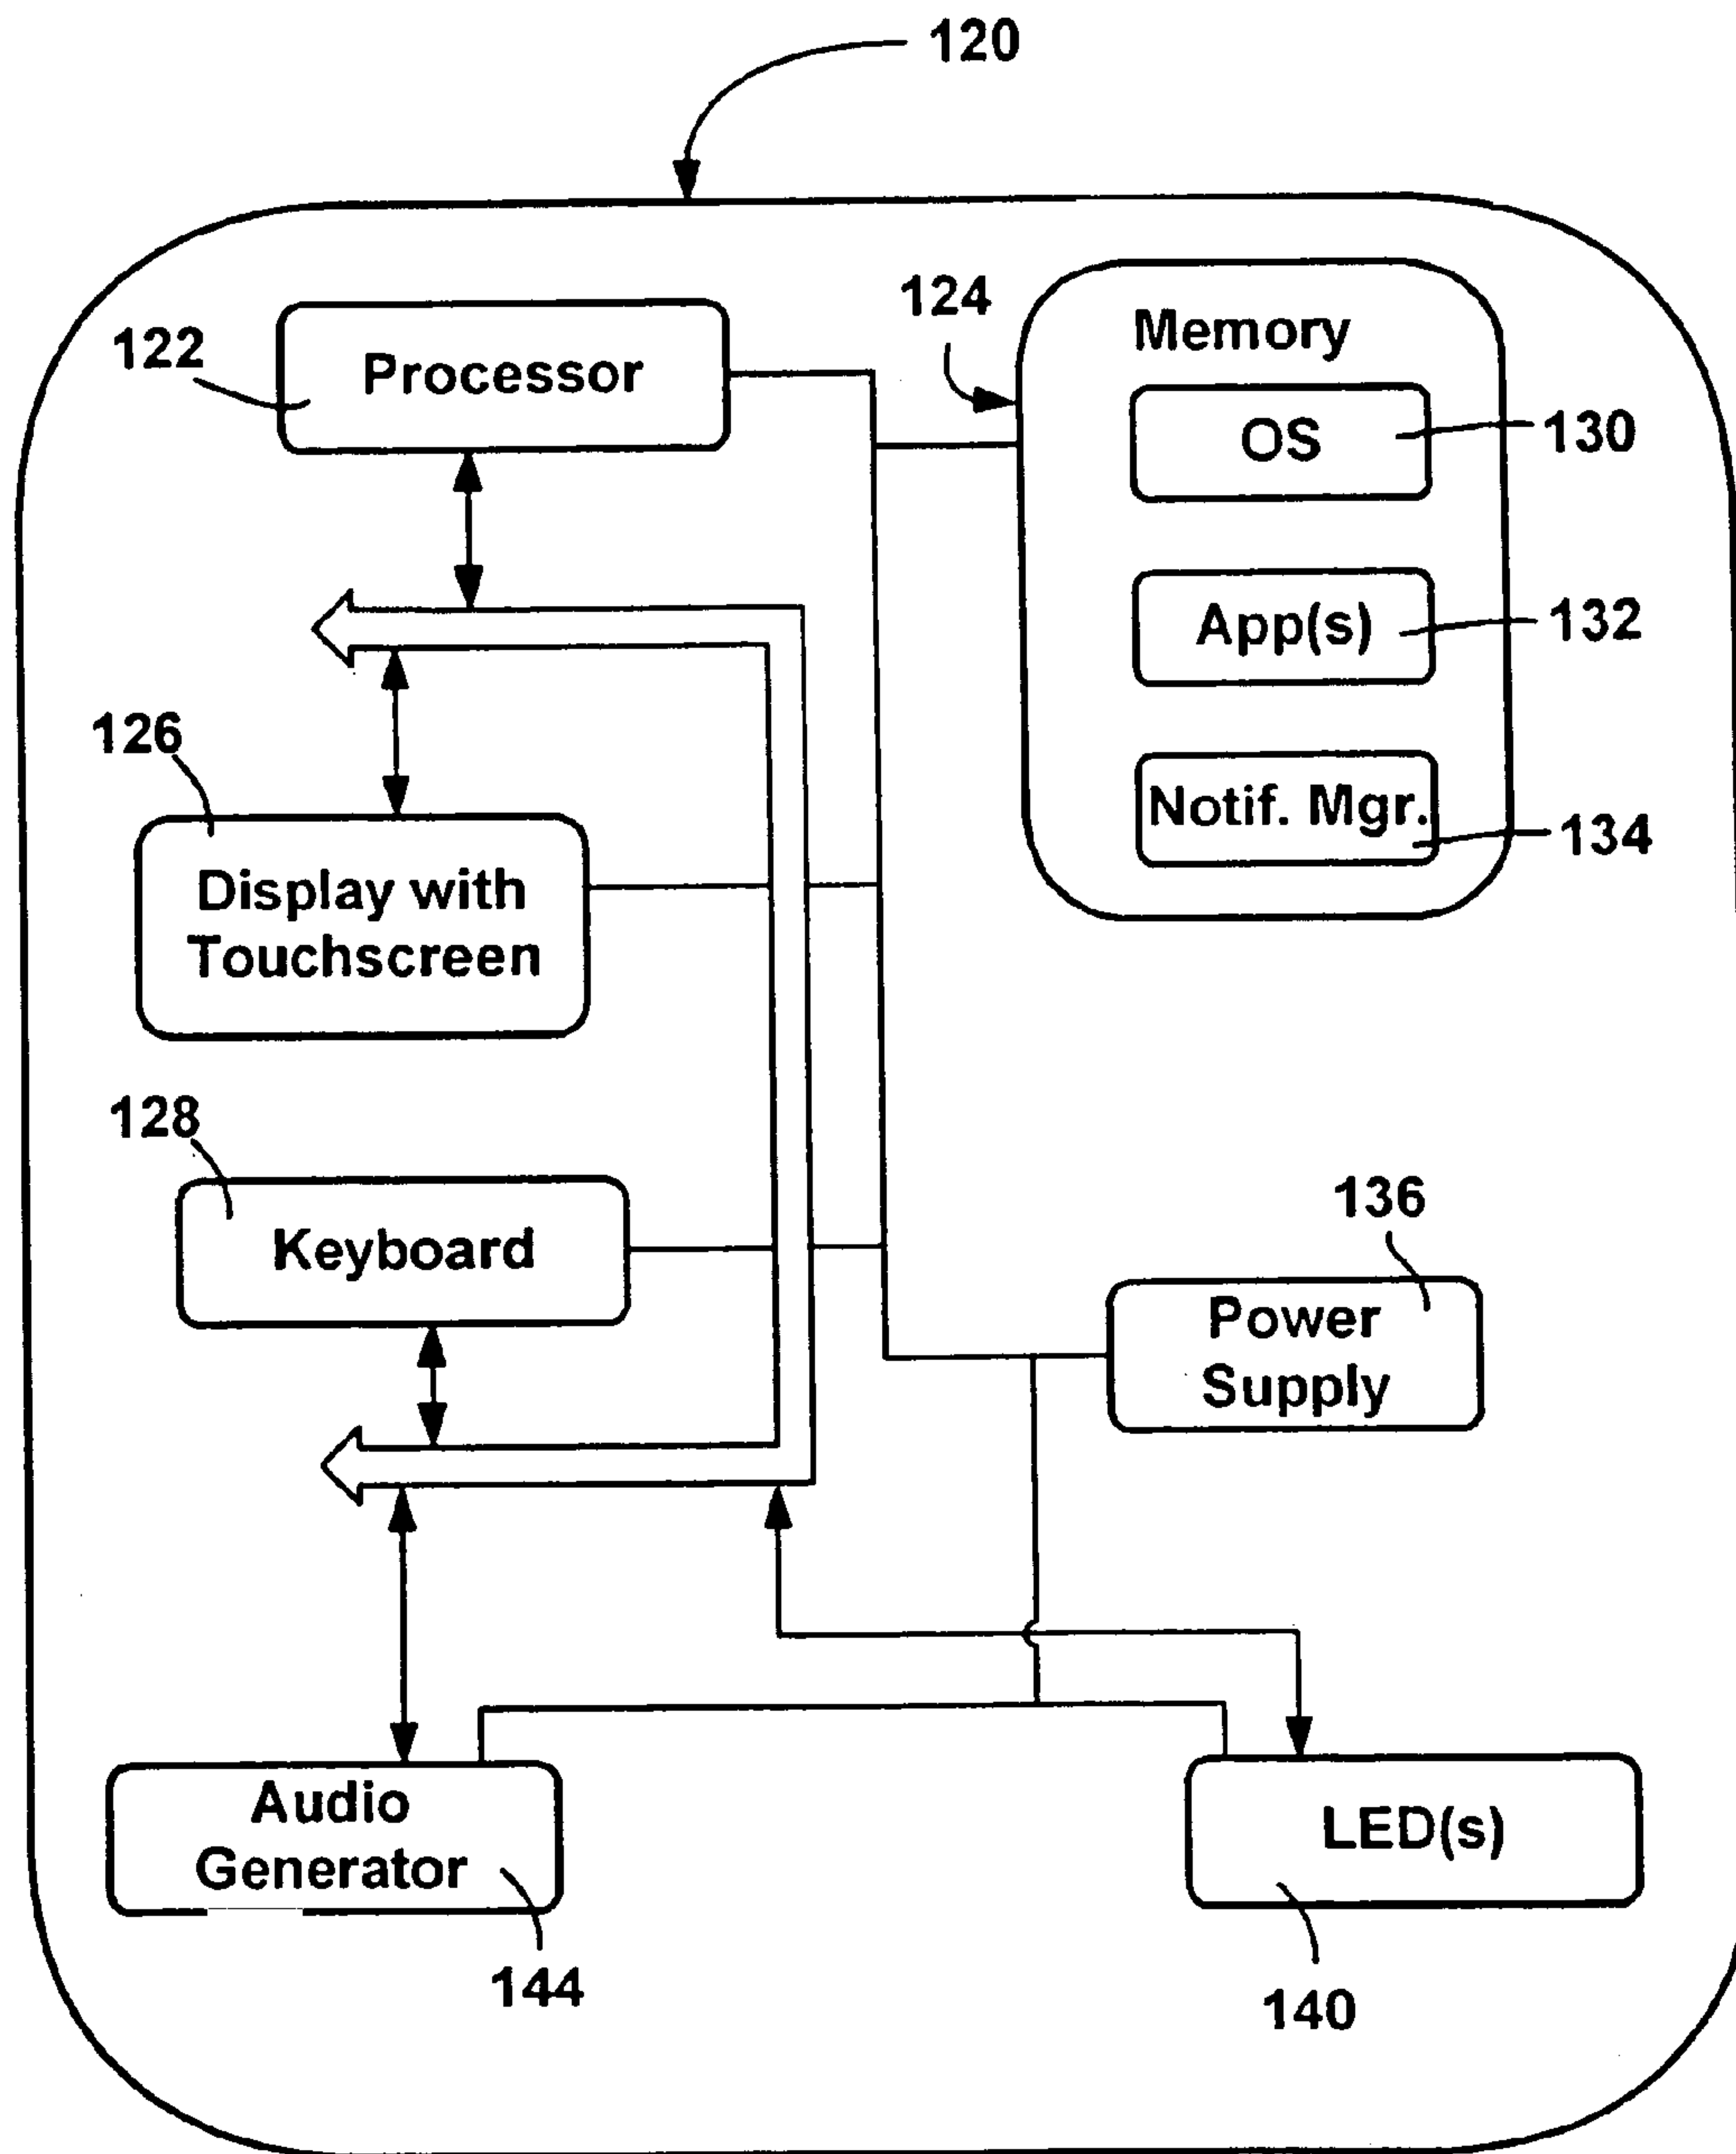 120
124
Memory
122
Processor
OS
130
App(s)
132
126
Notif. Mgr.
134
Display with
Touchscreen
128
Keyboard
136
Power
Supply
Audio
Generator
LED(s)
144
140